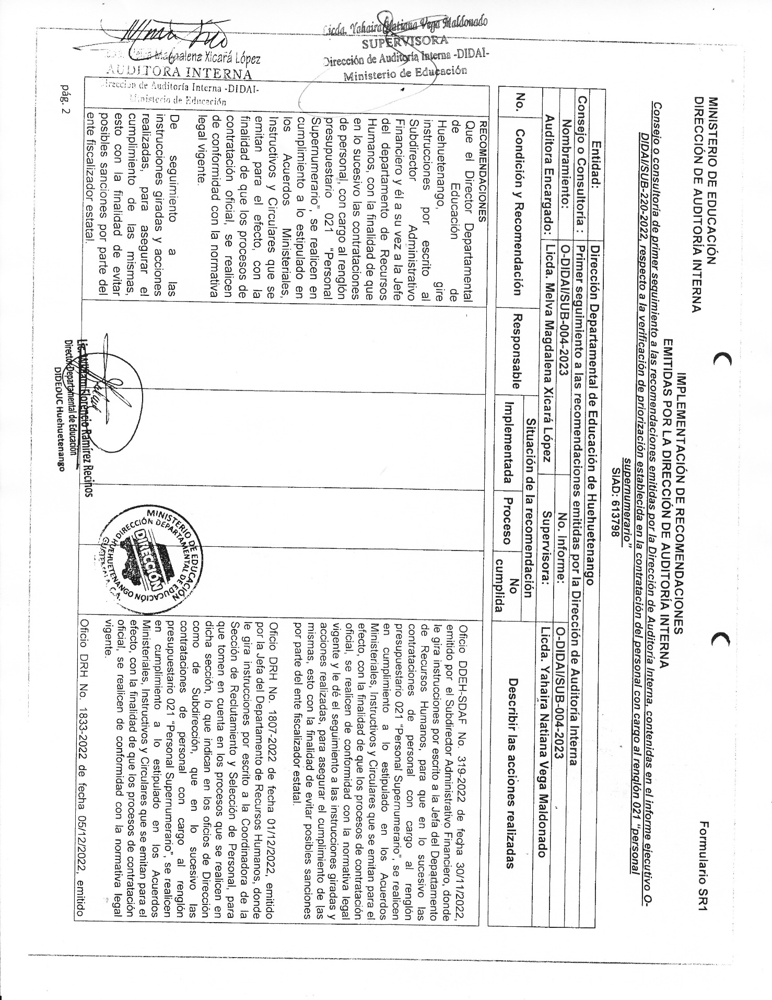 MINISTERIO DE EDUCACIÓN
DIRECCIÓN DE AUDITORÍA INTERNA
Formulario SR1
IMPLEMENTACIÓN DE RECOMENDACIONES
EMITIDAS POR LA DIRECCIÓN DE AUDITORÍA INTERNA
Consejo o consultoría de primer seguimiento a las recomendaciones emitidas por la Dirección de Auditoría Interna, contenidas en el informe ejecutivo O-
DIDAI/SUB-220-2022, respecto a la verificación de priorización establecida en la contratación del personal con cargo al renglón 021 “personal
supernumerario”
SIAD: 613798
Entidad: Dirección Departamental de Educación de Huehuetenango
Consejo o Consultoría : Primer seguimiento a las recomendaciones emitidas por la Dirección de Auditoría Interna
Nombramiento: O-DIDAI/SUB-004-2023 No. Informe: O-DIDAI/SUB-004-2023
Auditora Encargado: Licda. Melva Magdalena Xicará López Supervisora: Licda. Yahaira Natiana Vega Maldonado
No. Condición y Recomendación Responsable Situación de la recomendación Describir las acciones realizadas
Implementada Proceso No
cumplida
RECOMENDACIONES
Que el Director Departamental
de Educación de
Huehuetenango, gire
instrucciones por escrito al
Subdirector Administrativo
Financiero y él a su vez a la Jefe
del departamento de Recursos
Humanos, con la finalidad de que
en lo sucesivo las contrataciones
de personal, con cargo al renglón
presupuestario 021 “Personal
Supernumerario”, se realicen en
cumplimiento a lo estipulado en
los Acuerdos Ministeriales,
Instructivos y Circulares que se
emitan para el efecto, con la
finalidad de que los procesos de
contratación oficial, se realicen
de conformidad con la normativa
legal vigente.
De seguimiento a las
instrucciones giradas y acciones
realizadas, para asegurar el
cumplimiento de las mismas,
esto con la finalidad de evitar
posibles sanciones por parte del
ente fiscalizador estatal.
Oficio DDEH-SDAF No. 319-2022 de fecha 30/11/2022,
emitido por el Subdirector Administrativo Financiero, donde
le gira instrucciones por escrito a la Jefa del Departamento
de Recursos Humanos, para que en lo sucesivo las
contrataciones de personal con cargo al renglón
presupuestario 021 “Personal Supernumerario”, se realicen
en cumplimiento a lo estipulado en los Acuerdos
Ministeriales, Instructivos y Circulares que se emitan para el
efecto, con la finalidad de que los procesos de contratación
oficial, se realicen de conformidad con la normativa legal
vigente y le dé el seguimiento a las instrucciones giradas y
acciones realizadas, para asegurar el cumplimiento de las
mismas, esto con la finalidad de evitar posibles sanciones
por parte del ente fiscalizador estatal.
Oficio DRH No. 1807-2022 de fecha 01/12/2022, emitido
por la Jefa del Departamento de Recursos Humanos, donde
le gira instrucciones por escrito a la Coordinadora de la
Sección de Reclutamiento y Selección de Personal, para
que tomen en cuenta en los procesos que se realicen en
dicha sección, lo que indican en los oficios de Dirección
como de Subdirección, que en lo sucesivo las
contrataciones de personal con cargo al renglón
presupuestario 021 “Personal Supernumerario”, se realicen
en cumplimiento a lo estipulado en los Acuerdos
Ministeriales, Instructivos y Circulares que se emitan para el
efecto, con la finalidad de que los procesos de contratación
oficial, se realicen de conformidad con la normativa legal
vigente.
Oficio DRH No. 1833-2022 de fecha 05/12/2022, emitido
MINISTERIO DE EDUCACIÓN
DIRECCIÓN DEPARTAMENTAL DE EDUCACIÓN
DIRECCIÓN
HUEHUETENANGO
GUATEMALA, C.A.
Lic. William Florencio Ramírez Recinos
Director Departamental de Educación
DIDEDUC Huehuetenango
Licda. Yahaira Natiana Vega Maldonado
SUPERVISORA
Dirección de Auditoría Interna -DIDAI-
Ministerio de Educación
Melva Magdalena Xicará López
AUDITORA INTERNA
Dirección de Auditoría Interna -DIDAI-
Ministerio de Educación
pág. 2